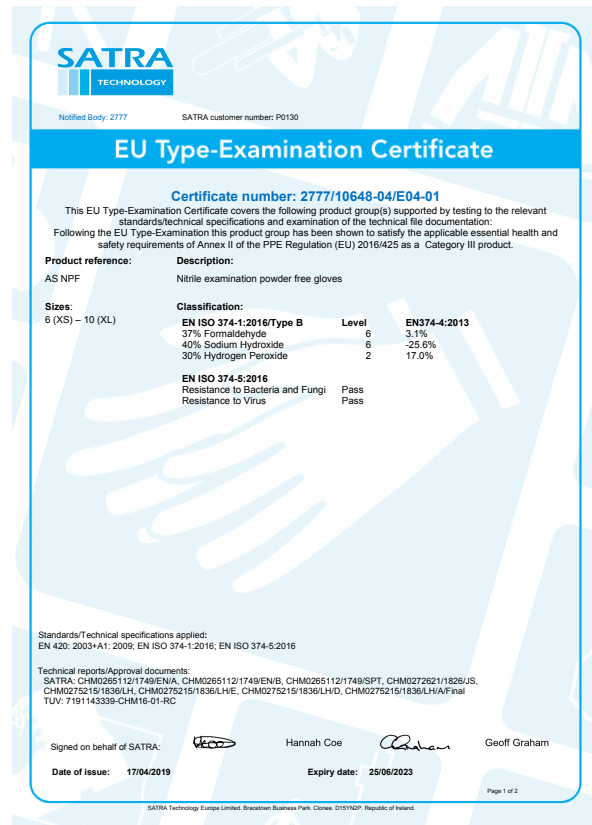 SATRA
TECHNOLOGY
Notified Body: 2777 SATRA customer number: P0130
EU Type-Examination Certificate
Certificate number: 2777/10648-04/E04-01
This EU Type-Examination Certificate covers the following product group(s) supported by testing to the relevant
standards/technical specifications and examination of the technical file documentation:
Following the EU Type-Examination this product group has been shown to satisfy the applicable essential health and
safety requirements of Annex II of the PPE Regulation (EU) 2016/425 as a Category III product.
Product reference: Description:
AS NPF Nitrile examination powder free gloves
Sizes: Classification:
6 (XS) – 10 (XL)
EN ISO 374-1:2016/Type B Level EN374-4:2013
37% Formaldehyde 6 3.1%
40% Sodium Hydroxide 6 -25.6%
30% Hydrogen Peroxide 2 17.0%
EN ISO 374-5:2016
Resistance to Bacteria and Fungi Pass
Resistance to Virus Pass
Standards/Technical specifications applied:
EN 420: 2003+A1: 2009; EN ISO 374-1:2016; EN ISO 374-5:2016
Technical reports/Approval documents:
SATRA: CHM0265112/1749/EN/A, CHM0265112/1749/EN/B, CHM0265112/1749/SPT, CHM0272621/1826/JS,
CHM0275215/1836/LH, CHM0275215/1836/LH/E, CHM0275215/1836/LH/D, CHM0275215/1836/LH/A/Final
TUV: 7191143339-CHM16-01-RC
Signed on behalf of SATRA: Hannah Coe Geoff Graham
Date of issue: 17/04/2019 Expiry date: 25/06/2023
Page 1 of 2
SATRA Technology Europe Limited. Bracetown Business Park. Clonee. D15YN2P. Republic of Ireland.